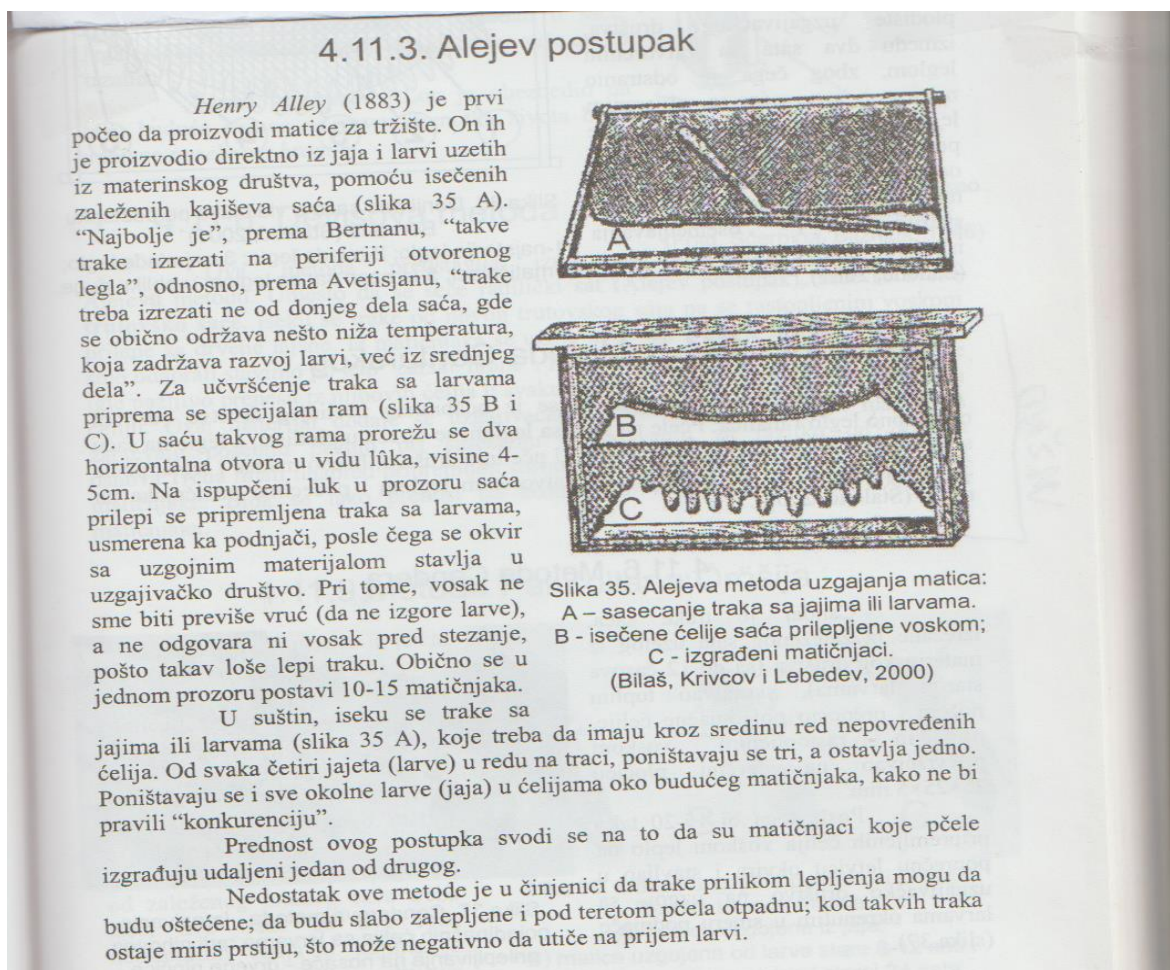 4.11.3. Alejev postupak
Henry Alley (1883) je prvi
počeo da proizvodi matice za tržište. On ih
je proizvodio direktno iz jaja i larvi uzetih
iz materinskog društva, pomoću isečenih
zaleženih kajiševa saća (slika 35 A).
“Najbolje je”, prema Bertnanu, “takve
trake izrezati na periferiji otvorenog
legla”, odnosno, prema Avetisjanu, “trake
treba izrezati ne od donjeg dela saća, gde
se obično održava nešto niža temperatura,
koja zadržava razvoj larvi, već iz srednjeg
dela”. Za učvršćenje traka sa larvama
priprema se specijalan ram (slika 35 B i
C). U saću takvog rama prorežu se dva
horizontalna otvora u vidu lûka, visine 4-
5cm. Na ispupčeni luk u prozoru saća
prilepi se pripremljena traka sa larvama,
usmerena ka podnjači, posle čega se okvir
sa uzgojnim materijalom stavlja u
uzgajivačko društvo. Pri tome, vosak ne
sme biti previše vruć (da ne izgore larve),
a ne odgovara ni vosak pred stezanje,
pošto takav loše lepi traku. Obično se u
jednom prozoru postavi 10-15 matičnjaka.
A
B
C
Slika 35. Alejeva metoda uzgajanja matica:
A – sasecanje traka sa jajima ili larvama.
B - isečene ćelije saća prilepljene voskom;
C - izgrađeni matičnjaci.
(Bilaš, Krivcov i Lebedev, 2000)
U suštin, iseku se trake sa
jajima ili larvama (slika 35 A), koje treba da imaju kroz sredinu red nepovređenih
ćelija. Od svaka četiri jajeta (larve) u redu na traci, poništavaju se tri, a ostavlja jedno.
Poništavaju se i sve okolne larve (jaja) u ćelijama oko budućeg matičnjaka, kako ne bi
pravili “konkurenciju”.
Prednost ovog postupka svodi se na to da su matičnjaci koje pčele
izgrađuju udaljeni jedan od drugog.
Nedostatak ove metode je u činjenici da trake prilikom lepljenja mogu da
budu oštećene; da budu slabo zalepljene i pod teretom pčela otpadnu; kod takvih traka
ostaje miris prstiju, što može negativno da utiče na prijem larvi.